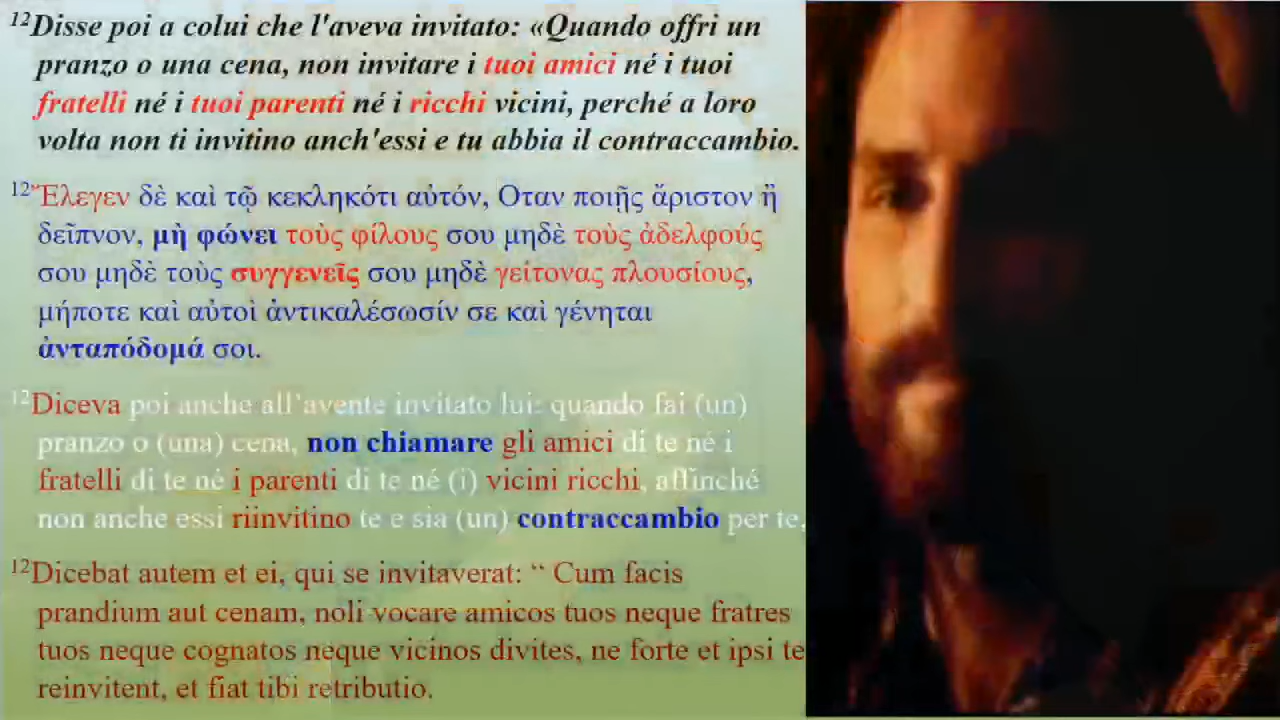 12Disse poi a colui che l'aveva invitato: «Quando offri un
pranzo o una cena, non invitare i tuoi amici né i tuoi
fratelli né i tuoi parenti né i ricchi vicini, perché a loro
volta non ti invitino anch'essi e tu abbia il contraccambio.
12Ἔλεγεν δὲ καὶ τῷ κεκληκότι αὐτόν, Οταν ποιῇς ἄριστον ἢ
δεῖπνον, μὴ φώνει τοὺς φίλους σου μηδὲ τοὺς ἀδελφούς
σου μηδὲ τοὺς συγγενεῖς σου μηδὲ γείτονας πλουσίους,
μήποτε καὶ αὐτοὶ ἀντικαλέσωσίν σε καὶ γένηται
ἀνταπόδομά σοι.
12Diceva poi anche all'avente invitato lui: quando fai (un)
pranzo o (una) cena, non chiamare gli amici di te né i
fratelli di te né i parenti di te né (i) vicini ricchi, affinché
non anche essi riinvitino te e sia (un) contraccambio per te,
12Dicebat autem et ei, qui se invitaverat: “ Cum facis
prandium aut cenam, noli vocare amicos tuos neque fratres
tuos neque cognatos neque vicinos divites, ne forte et ipsi te
reinvitent, et fiat tibi retributio.